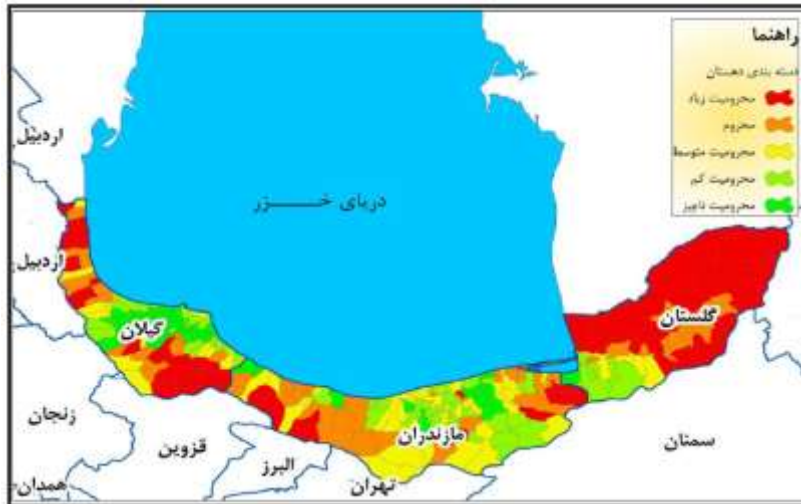 راهنما
دسته بندی دهستان
محرومیت زیاد
محروم
محرومیت متوسط
محرومیت کم
محرومیت ناچیز
اردبیل
دریای خزر
اردبیل
گیلان
گلستان
مازندران
زنجان
قزوین
البرز
تهران
سمنان
همدان